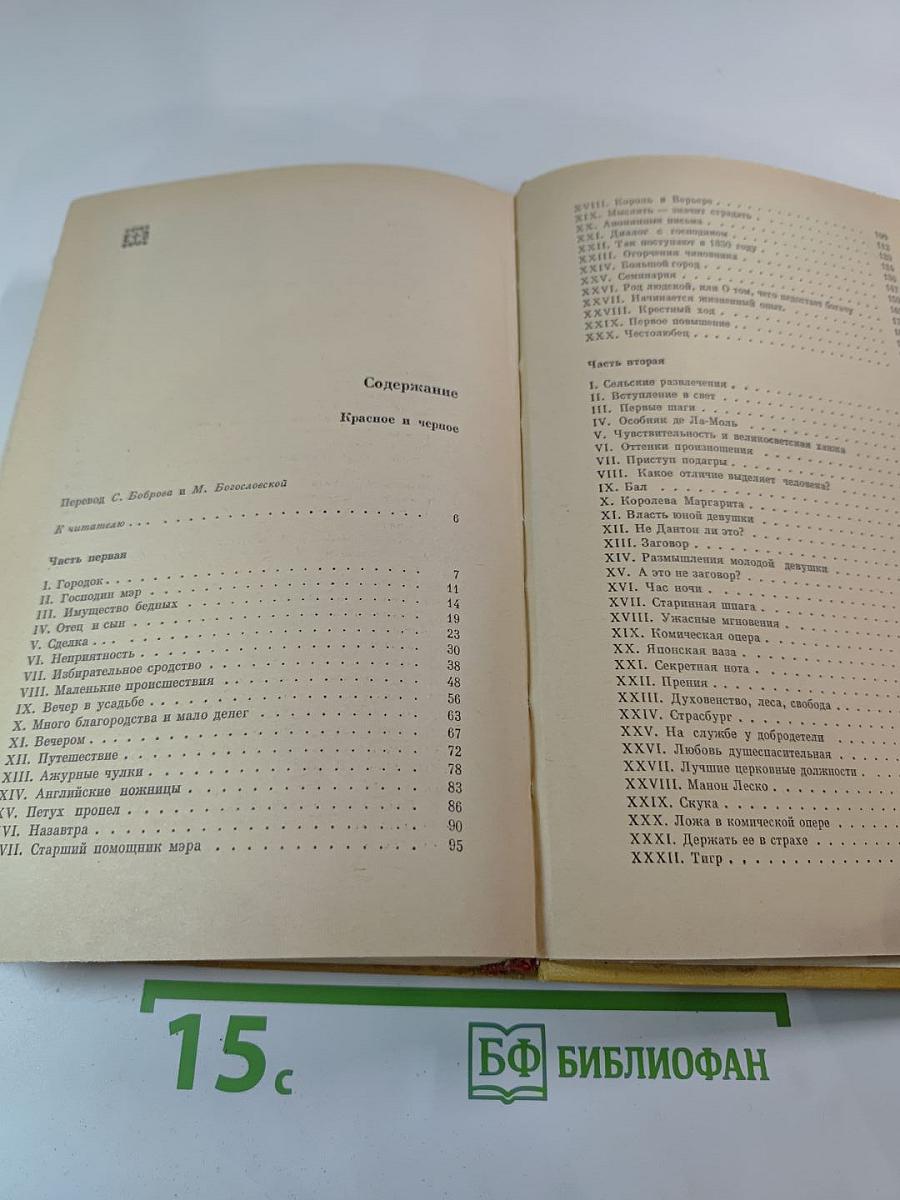 Содержание
Красное и черное
Перевод С. Боброва и М. Богословской
К читателю . . . 6
Часть первая
I. Городок . . . 7
II. Господин мэр . . . 11
III. Имущество бедных . . . 14
IV. Отец и сын . . . 19
V. Сделка . . . 23
VI. Неприятность . . . 30
VII. Избирательное сродство . . . 38
VIII. Маленькие происшествия . . . 48
IX. Вечер в усадьбе . . . 56
X. Много благородства и мало денег . . . 63
XI. Вечером . . . 67
XII. Путешествие . . . 72
XIII. Ажурные чулки . . . 78
XIV. Английские ножницы . . . 83
XV. Петух пропел . . . 86
VI. Назавтра . . . 90
VII. Старший помощник мэра . . . 95
XVIII. Король в Верьере
XIX. Мыслить — значит страдать
XX. Анонимные письма
XXI. Диалог с господином
XXII. Так поступают в 1830 году
XXIII. Огорчения чиновника
XXIV. Большой город
XXV. Семинария
XXVI. Род людской, или О том, чего недостает богачу
XXVII. Начинается жизненный опыт.
XXVIII. Крестный ход
XXIX. Первое повышение
XXX. Честолюбец
Часть вторая
I. Сельские развлечения
II. Вступление в свет
III. Первые шаги
IV. Особняк де Ла-Моль
V. Чувствительность и великосветская ханжа
VI. Оттенки произношения
VII. Приступ подагры
VIII. Какое отличие выделяет человека?
IX. Бал
X. Королева Маргарита
XI. Власть юной девушки
XII. Не Дантон ли это?
XIII. Заговор
XIV. Размышления молодой девушки
XV. А это не заговор?
XVI. Час ночи
XVII. Старинная шпага
XVIII. Ужасные мгновения
XIX. Комическая опера
XX. Японская ваза
XXI. Секретная нота
XXII. Прения
XXIII. Духовенство, леса, свобода
XXIV. Страсбург
XXV. На службе у добродетели
XXVI. Любовь душеспасительная
XXVII. Лучшие церковные должности
XXVIII. Манон Леско
XXIX. Скука
XXX. Ложа в комической опере
XXXI. Держать ее в страхе
XXXII. Тигр
15 с
БФ БИБЛИОФАН